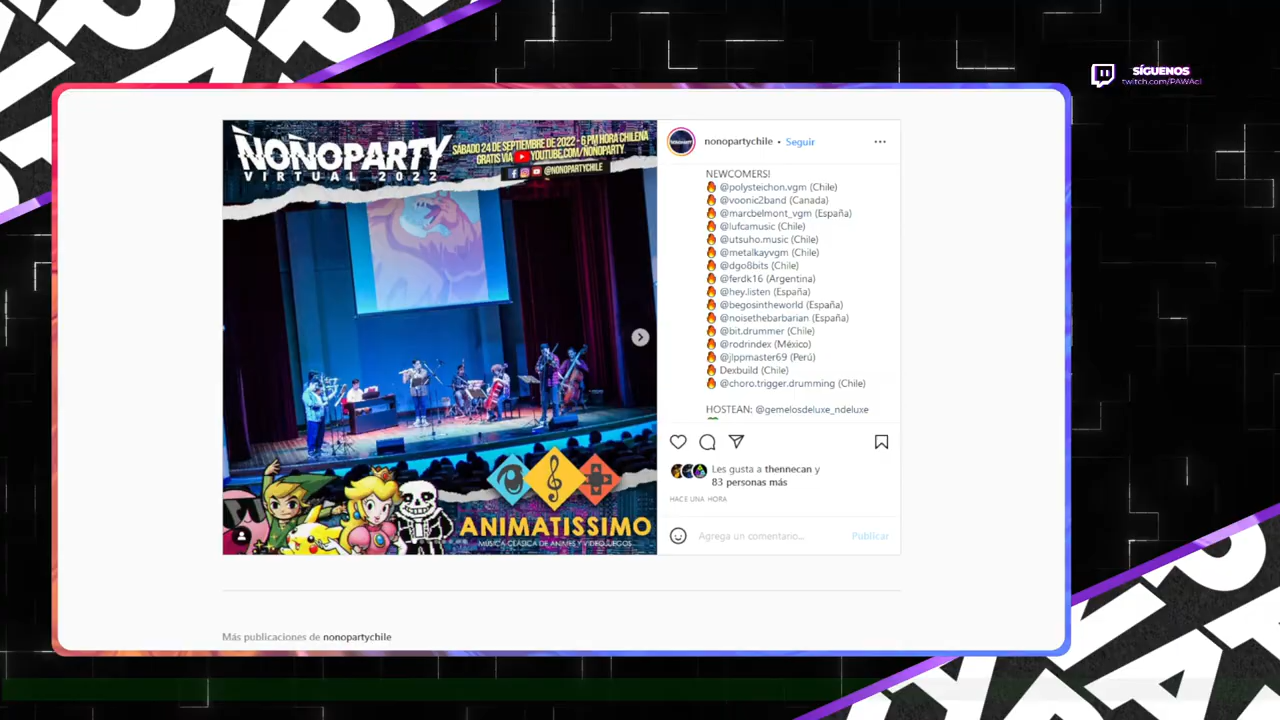 SÍGUENOS
twitch.com/PAWAcl
ÑOÑOPARTY
VIRTUAL 2022
SÁBADO 24 DE SEPTIEMBRE DE 2022 - 6 PM HORA CHILENA
GRATIS VÍA YOUTUBE.COM/NONOPARTY
@NONOPARTYCHILE
ANIMATISSIMO
MÚSICA CLÁSICA DE ANIMES Y VIDEOJUEGOS
nonopartychile • Seguir
NEWCOMERS!
🔥 @polysteichon.vgm (Chile)
🔥 @voonic2band (Canada)
🔥 @marcbelmont_vgm (España)
🔥 @lufcamusic (Chile)
🔥 @utsuho.music (Chile)
🔥 @metalkayvgm (Chile)
🔥 @dgo8bits (Chile)
🔥 @ferdk16 (Argentina)
🔥 @hey.listen (España)
🔥 @begosintheworld (España)
🔥 @noisethebarbarian (España)
🔥 @bit.drummer (Chile)
🔥 @rodrindex (México)
🔥 @jlppmaster69 (Perú)
🔥 Dexbuild (Chile)
🔥 @choro.trigger.drumming (Chile)
HOSTEAN: @gemelosdeluxe_ndeluxe
Les gusta a thennecan y
83 personas más
HACE UNA HORA
Agrega un comentario...
Publicar
Más publicaciones de nonopartychile